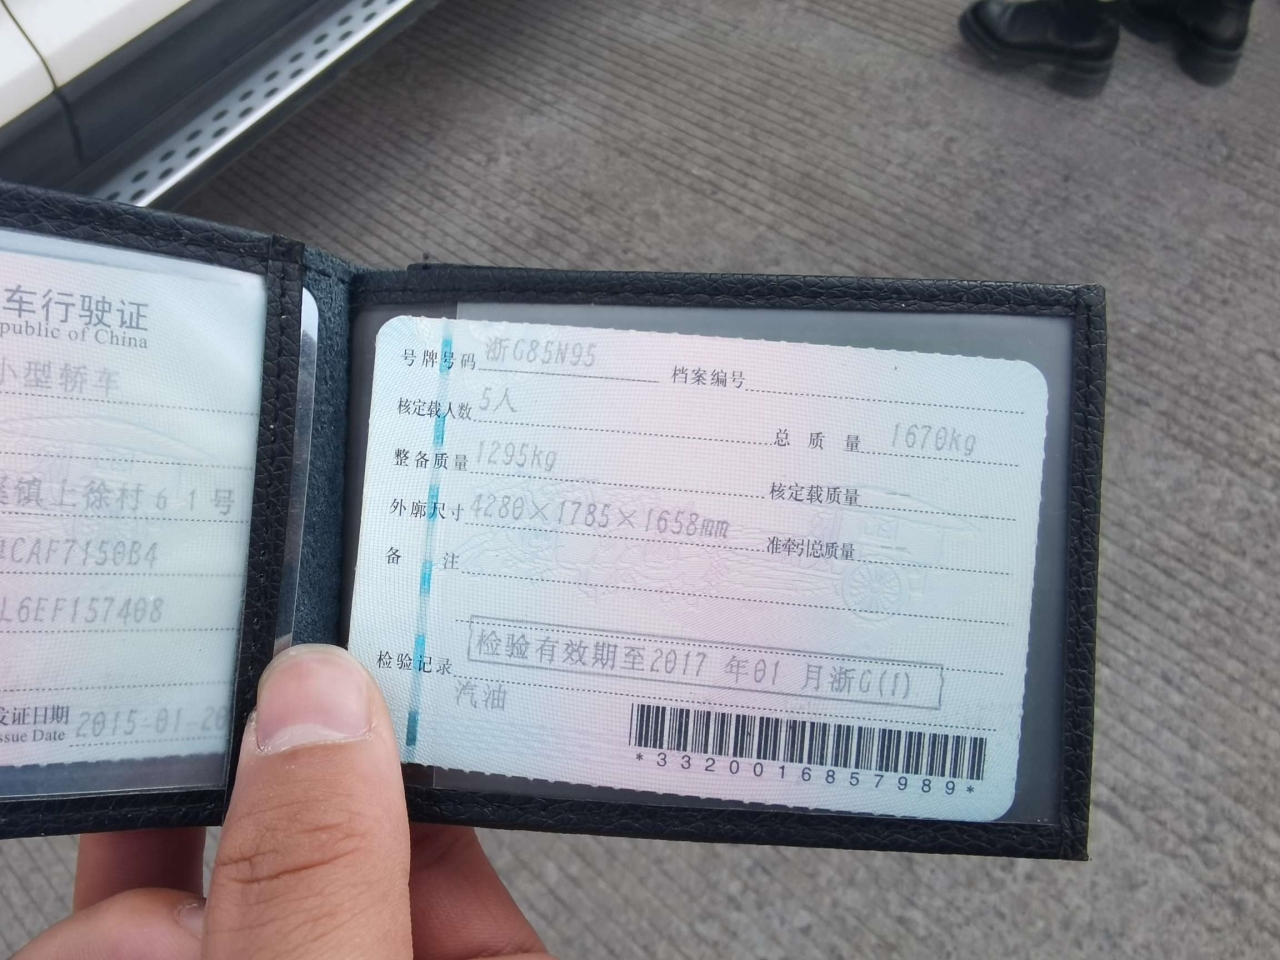 车行驶证
public of China
小型轿车
镇上徐村61号
CAF7150B4
L6EF157408
发证日期 2015-01-20
ssue Date
号牌号码 浙G85N95 档案编号
核定载人数 5人 总质量 1670kg
整备质量 1295kg 核定载质量
外廓尺寸 4280×1785×1658mm 准牵引总质量
备注
检验记录 检验有效期至2017年01月浙G(1)
汽油
*3320016857989*